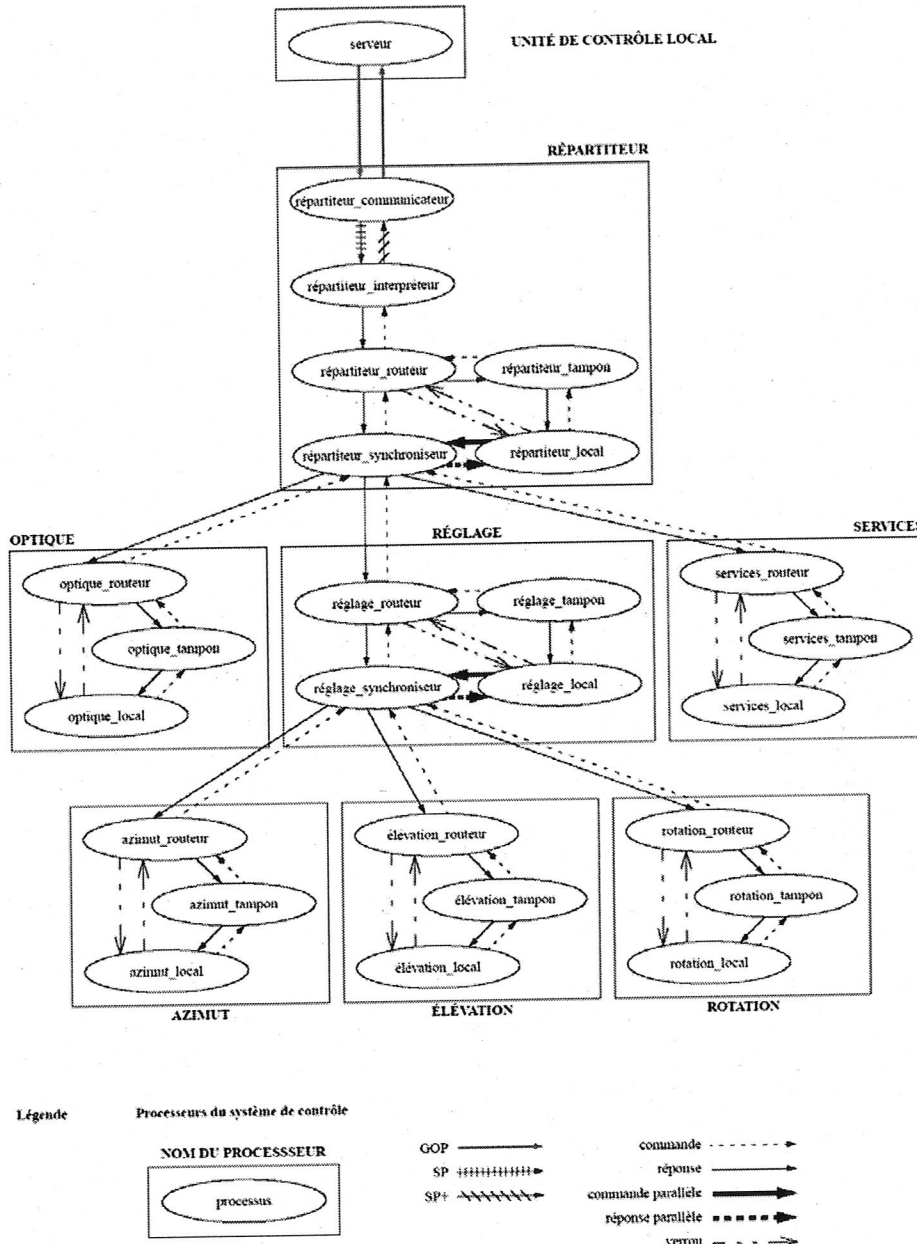 serveur
UNITÉ DE CONTRÔLE LOCAL
RÉPARTITEUR
répartiteur_communicateur
répartiteur_interpréteur
répartiteur_routeur
répartiteur_tampon
répartiteur_synchroniseur
répartiteur_local
OPTIQUE
RÉGLAGE
SERVICES
optique_routeur
optique_tampon
optique_local
réglage_routeur
réglage_tampon
réglage_synchroniseur
réglage_local
services_routeur
services_tampon
services_local
azimut_routeur
azimut_tampon
azimut_local
AZIMUT
élévation_routeur
élévation_tampon
élévation_local
ÉLÉVATION
rotation_routeur
rotation_tampon
rotation_local
ROTATION
Légende
Processeurs du système de contrôle
NOM DU PROCESSSEUR
processus
GOP
SP
SP+
commande
réponse
commande parallèle
réponse parallèle
verrou